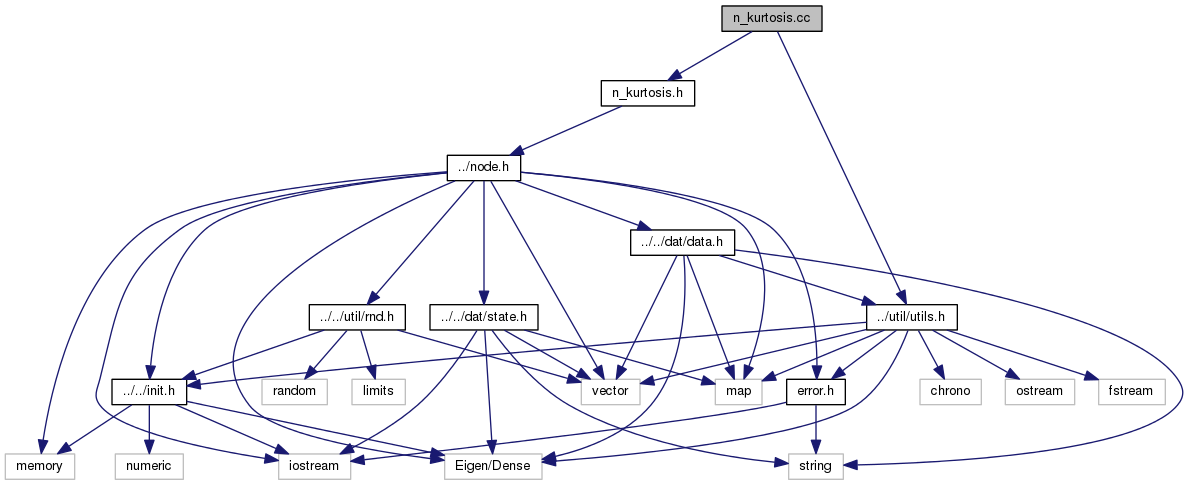 n_kurtosis.cc
n_kurtosis.h
../node.h
../../dat/data.h
../../util/rnd.h
../../dat/state.h
../util/utils.h
../../init.h
random
limits
vector
map
error.h
chrono
ostream
fstream
memory
numeric
iostream
Eigen/Dense
string